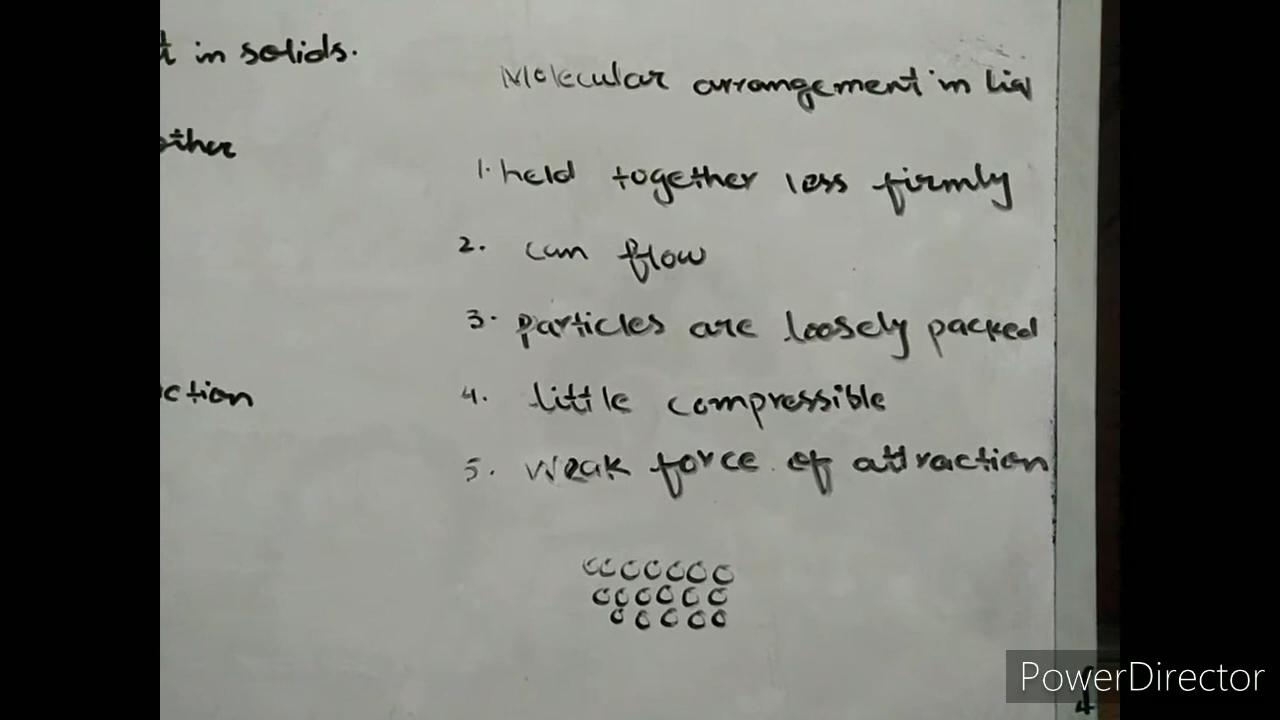 t in solids.
Molecular arrangement in liq
other
1. held together less firmly
2. can flow
3. particles are loosely packed
ction
4. little compressible
5. Weak force of attraction
PowerDirector